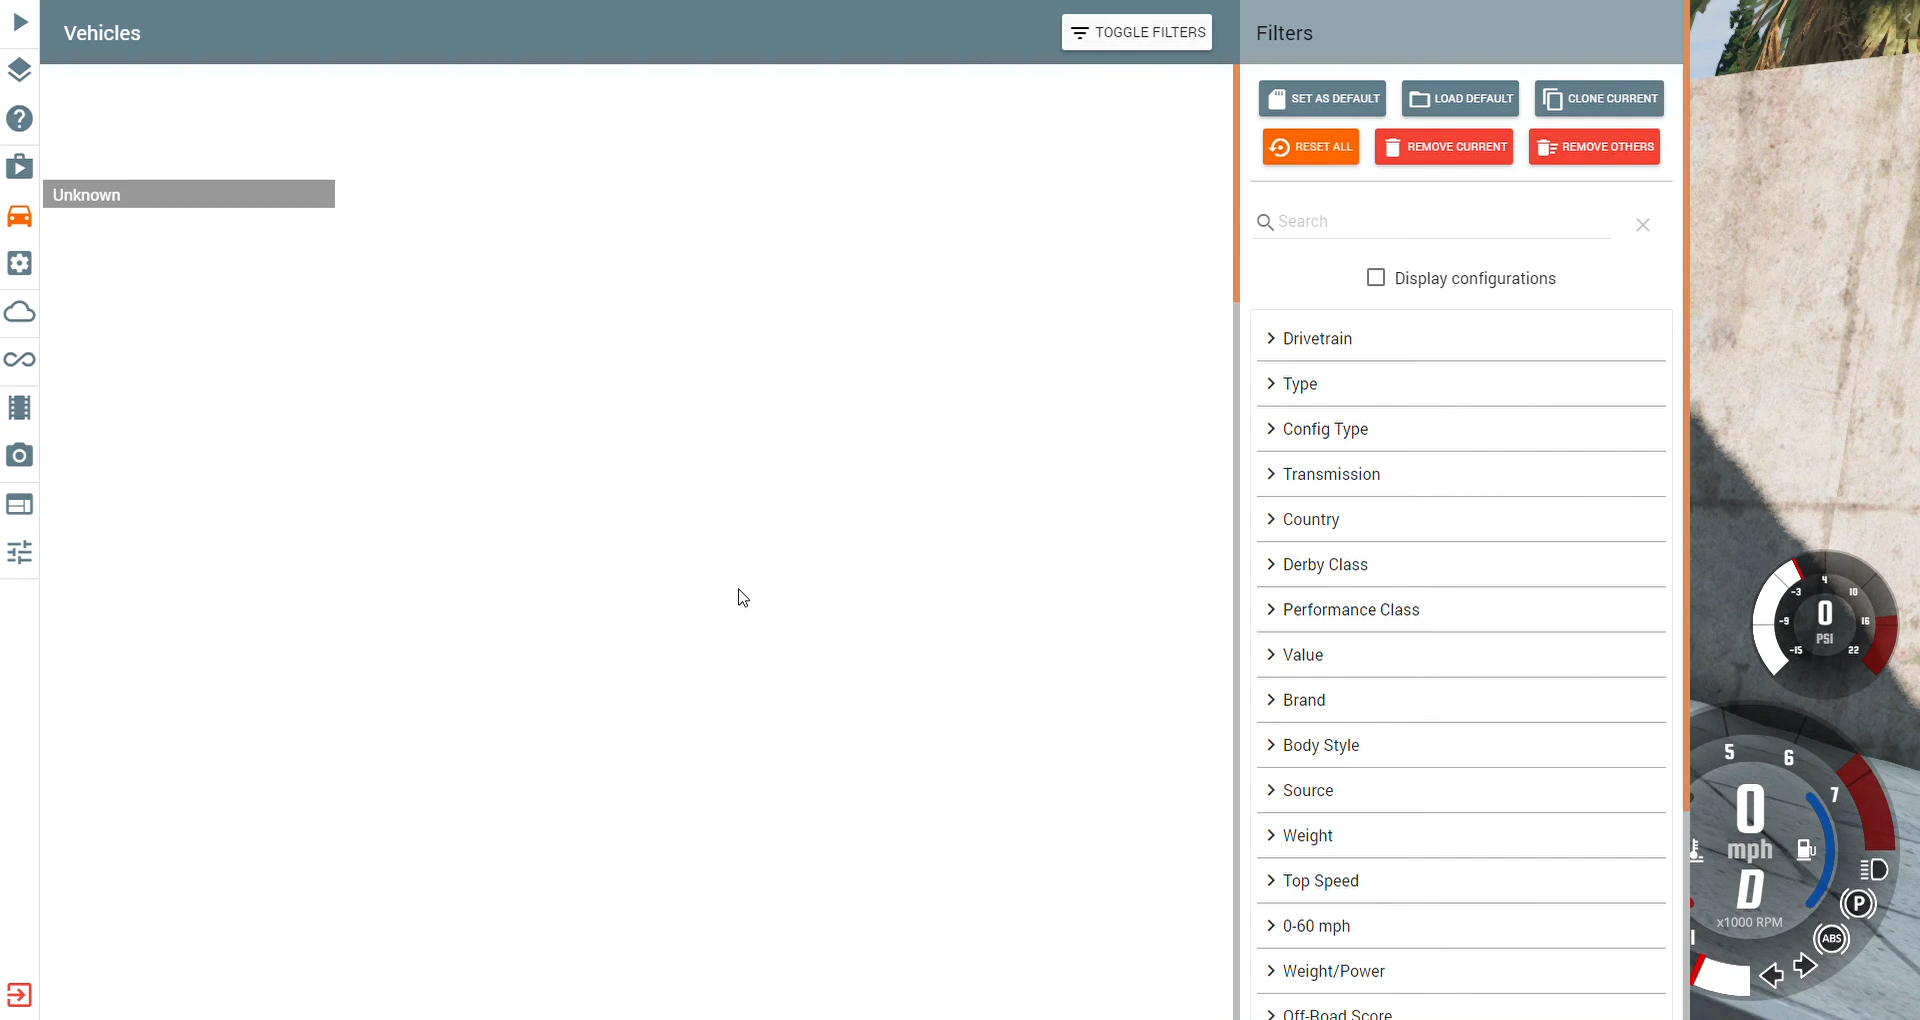 Vehicles
TOGGLE FILTERS
Filters
SET AS DEFAULT
LOAD DEFAULT
CLONE CURRENT
RESET ALL
REMOVE CURRENT
REMOVE OTHERS
Unknown
Search
Display configurations
Drivetrain
Type
Config Type
Transmission
Country
Derby Class
Performance Class
Value
Brand
Body Style
Source
Weight
Top Speed
0-60 mph
Weight/Power
Off-Road Score
4
-3
10
-9
0
16
PSI
-15
22
5
6
7
0
mph
D
x1000 RPM
P
ABS